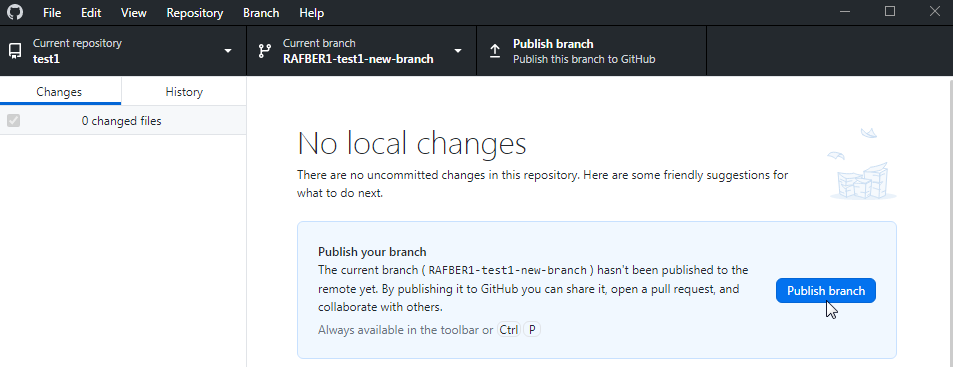 File Edit View Repository Branch Help
Current repository
test1
Current branch
RAFBER1-test1-new-branch
Publish branch
Publish this branch to GitHub
Changes
History
0 changed files
No local changes
There are no uncommitted changes in this repository. Here are some friendly suggestions for
what to do next.
Publish your branch
The current branch ( RAFBER1-test1-new-branch ) hasn't been published to the
remote yet. By publishing it to GitHub you can share it, open a pull request, and
collaborate with others.
Always available in the toolbar or Ctrl P
Publish branch